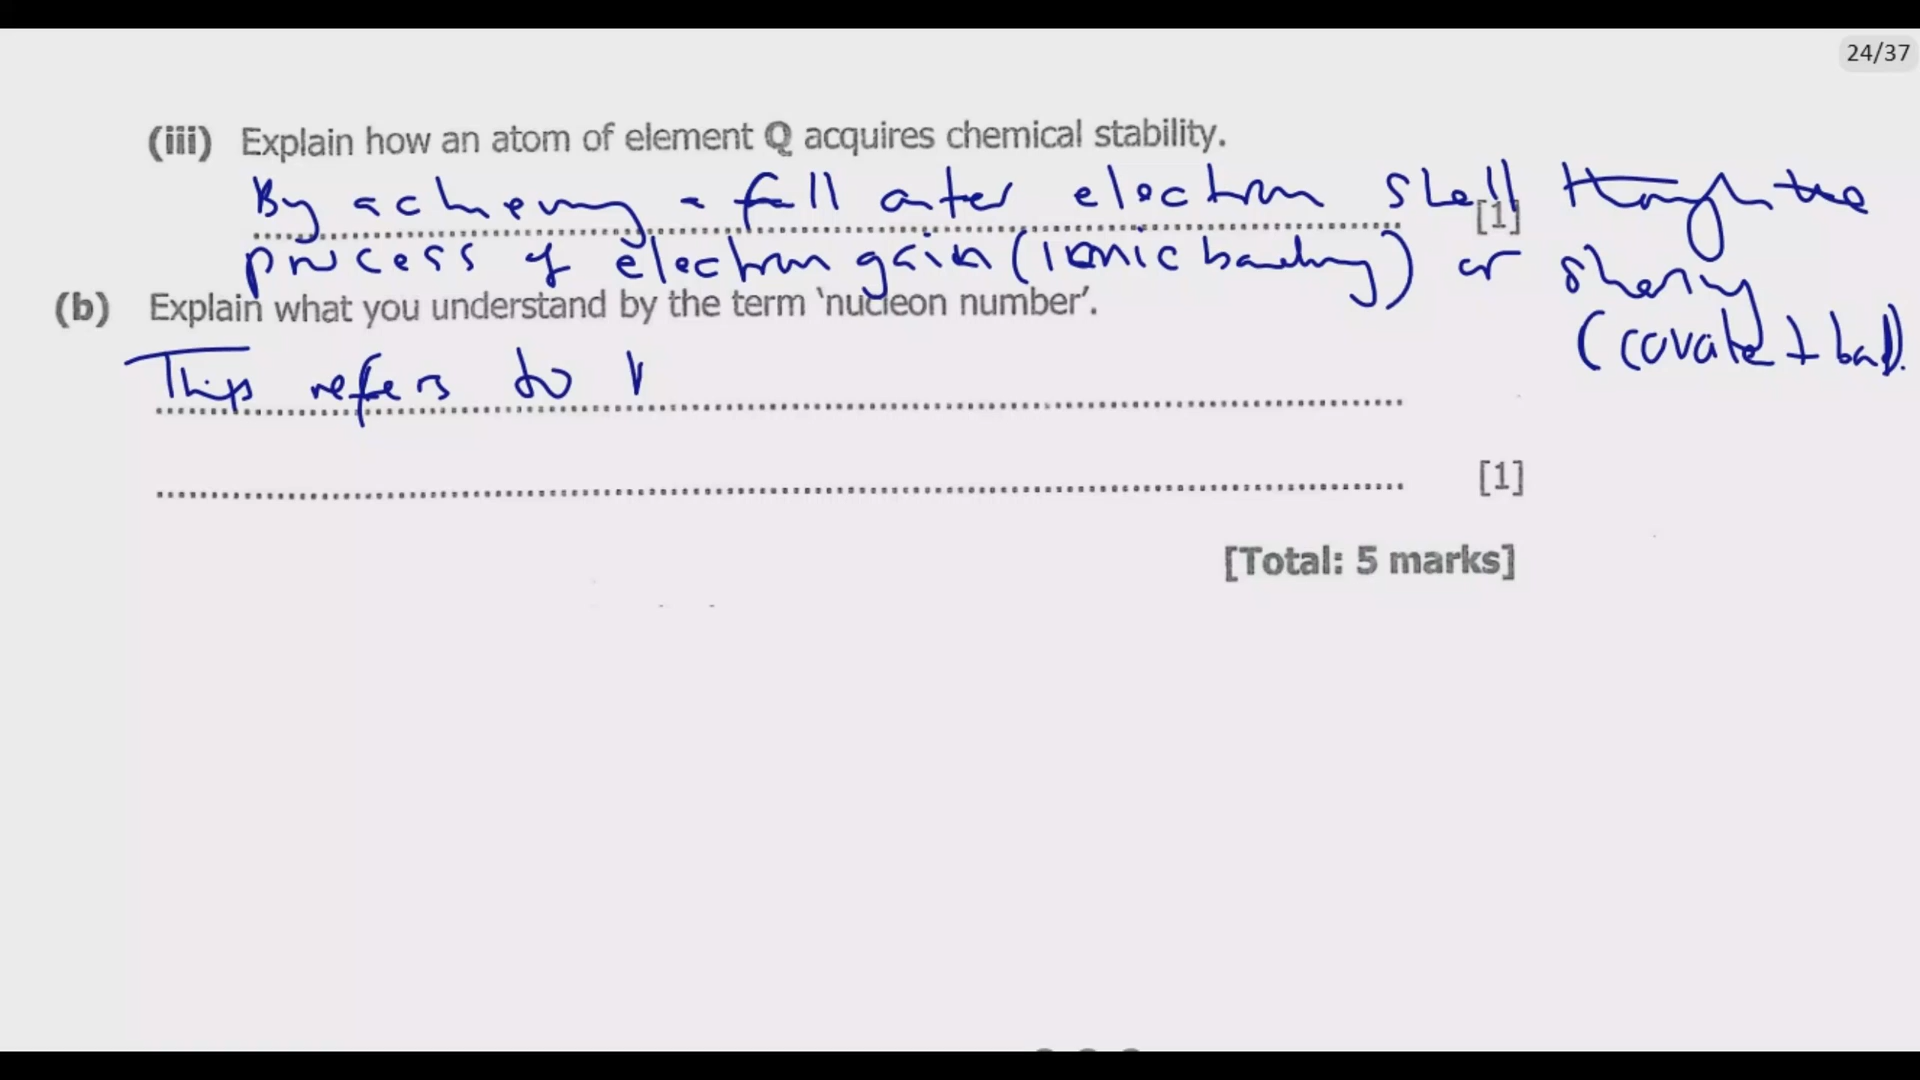 24/37
(iii) Explain how an atom of element Q acquires chemical stability.
By achieving a full outer electron shell through the
[1]
process of electron gain (ionic bonding) or sharing
(b) Explain what you understand by the term ‘nucleon number’.
(covalent bond).
This refers to
[1]
[Total: 5 marks]